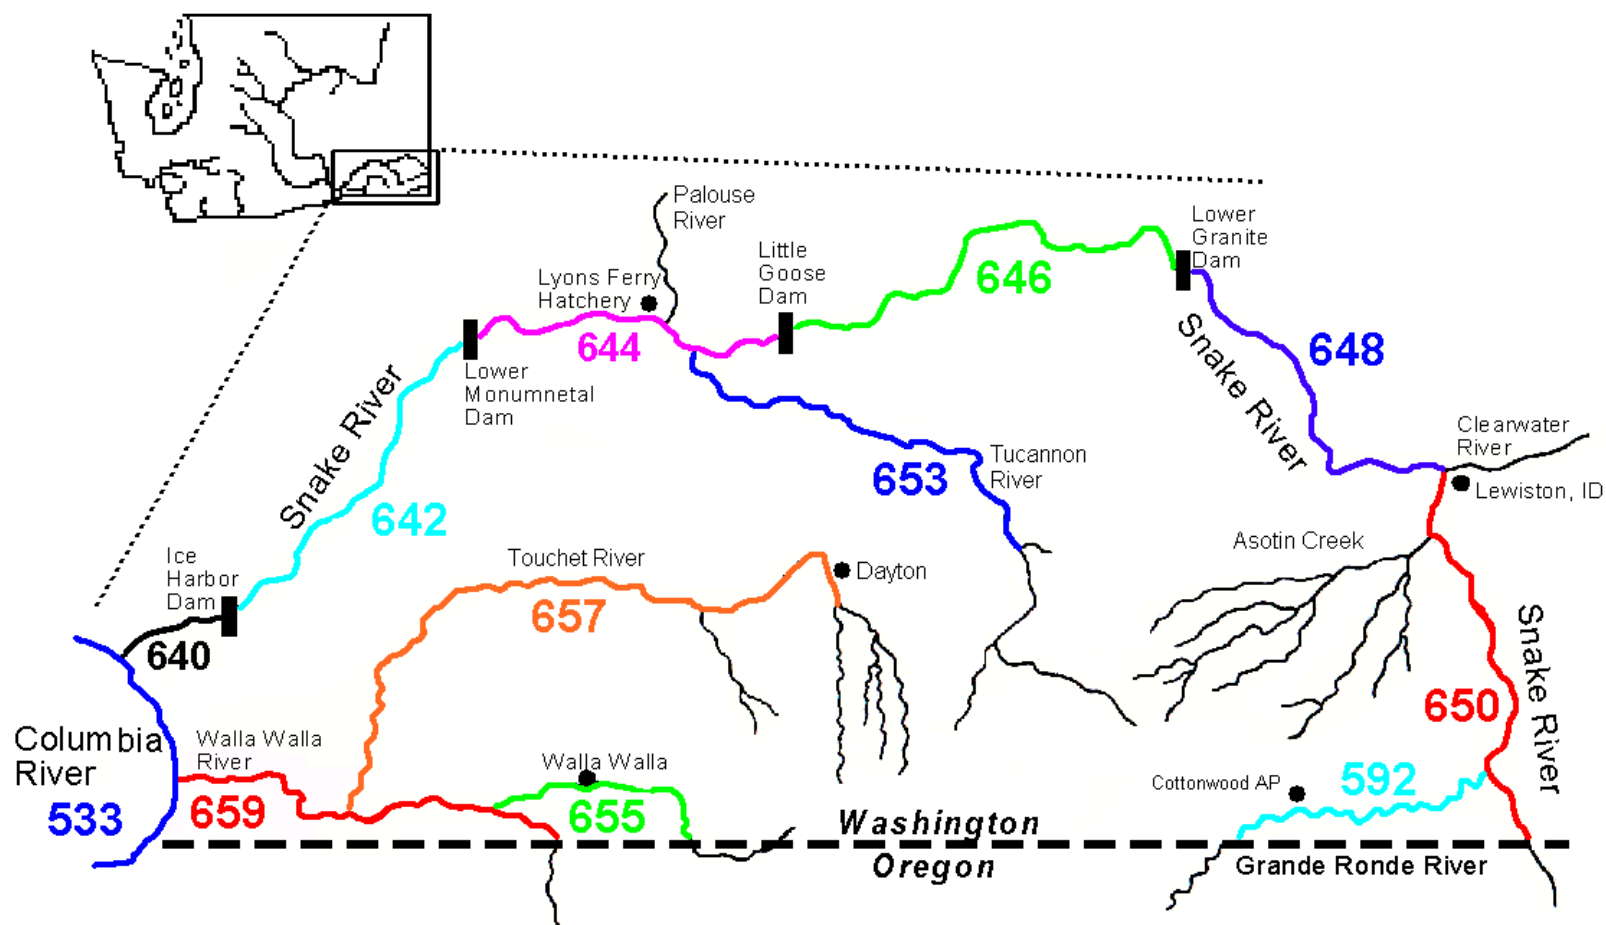 Palouse
River
Lower
Granite
Dam
Little
Goose
Dam
646
Lyons Ferry
Hatchery
644
Snake River
648
Lower
Monumnetal
Dam
Snake River
Clearwater
River
Lewiston, ID
Tucannon
River
653
642
Asotin Creek
Ice
Harbor
Dam
Touchet River
Dayton
657
640
Snake River
650
Columbia
River
533
Walla Walla
River
659
Walla Walla
655
Cottonwood AP
592
Washington
Oregon
Grande Ronde River